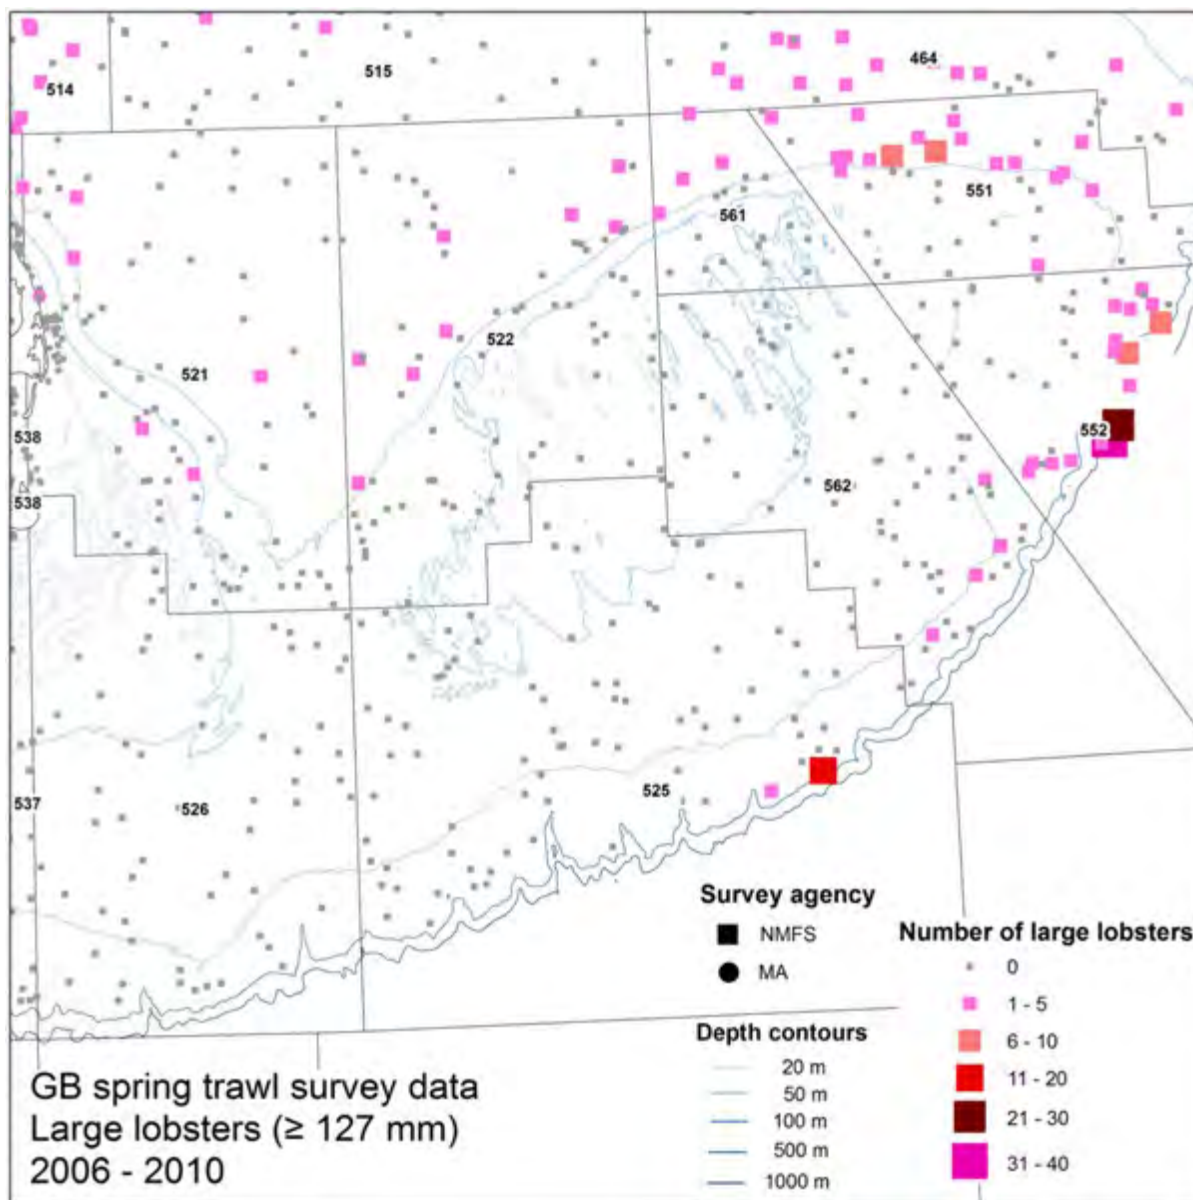 464
515
514
551
561
522
521
538
552
562
538
525
537
526
Survey agency
NMFS
MA
Number of large lobsters
0
1 - 5
6 - 10
11 - 20
21 - 30
31 - 40
Depth contours
20 m
50 m
100 m
500 m
1000 m
GB spring trawl survey data
Large lobsters (≥ 127 mm)
2006 - 2010